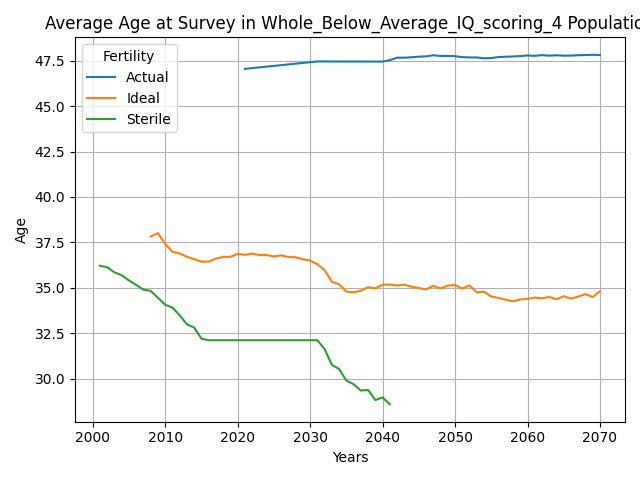 Average Age at Survey in Whole_Below_Average_IQ_scoring_4 Populatio
Fertility
Actual
Ideal
Sterile
47.5
45.0
42.5
40.0
37.5
35.0
32.5
30.0
Age
2000 2010 2020 2030 2040 2050 2060 2070
Years